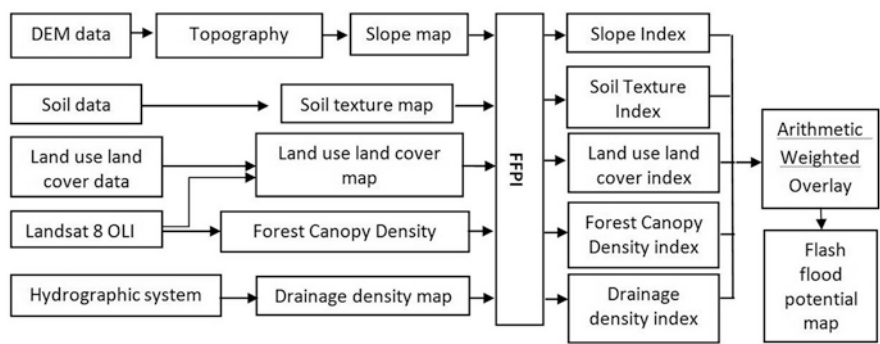 DEM data
Topography
Slope map
Slope Index
Soil data
Soil texture map
Soil Texture
Index
Land use land
cover data
Land use land cover
map
Land use land
cover index
Landsat 8 OLI
Forest Canopy Density
Forest Canopy
Density index
Hydrographic system
Drainage density map
Drainage
density index
FFPI
Arithmetic
Weighted
Overlay
Flash
flood
potential
map